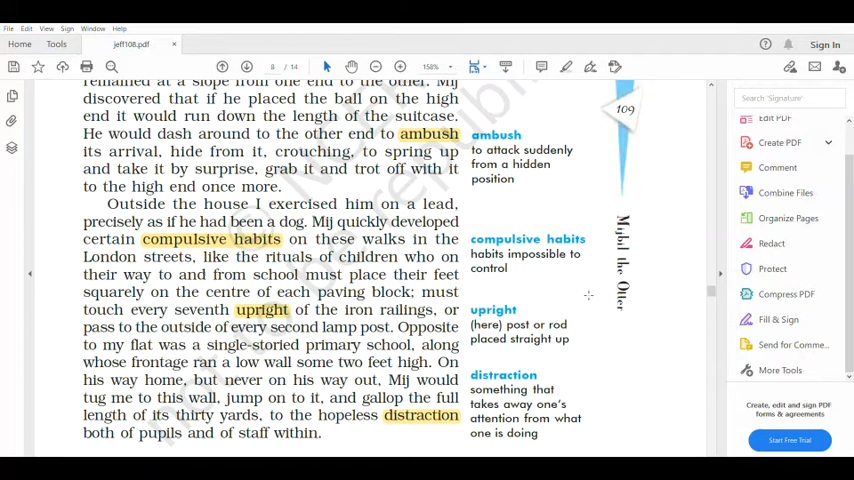 File Edit View Sign Window Help
Home Tools jeff108.pdf × Sign In
8 / 14 158%
remained at a slope from one end to the other. Mij
discovered that if he placed the ball on the high
end it would run down the length of the suitcase.
He would dash around to the other end to ambush
its arrival, hide from it, crouching, to spring up
and take it by surprise, grab it and trot off with it
to the high end once more.
Outside the house I exercised him on a lead,
precisely as if he had been a dog. Mij quickly developed
certain compulsive habits on these walks in the
London streets, like the rituals of children who on
their way to and from school must place their feet
squarely on the centre of each paving block; must
touch every seventh upright of the iron railings, or
pass to the outside of every second lamp post. Opposite
to my flat was a single-storied primary school, along
whose frontage ran a low wall some two feet high. On
his way home, but never on his way out, Mij would
tug me to this wall, jump on to it, and gallop the full
length of its thirty yards, to the hopeless distraction
both of pupils and of staff within.
ambush
to attack suddenly
from a hidden
position
compulsive habits
habits impossible to
control
upright
(here) post or rod
placed straight up
distraction
something that
takes away one's
attention from what
one is doing
109
Mijbil the Otter
© NCERT
not to be republi
Search 'Signature'
Edit PDF
Create PDF
Comment
Combine Files
Organize Pages
Redact
Protect
Compress PDF
Fill & Sign
Send for Comme...
More Tools
Create, edit and sign PDF
forms & agreements
Start Free Trial